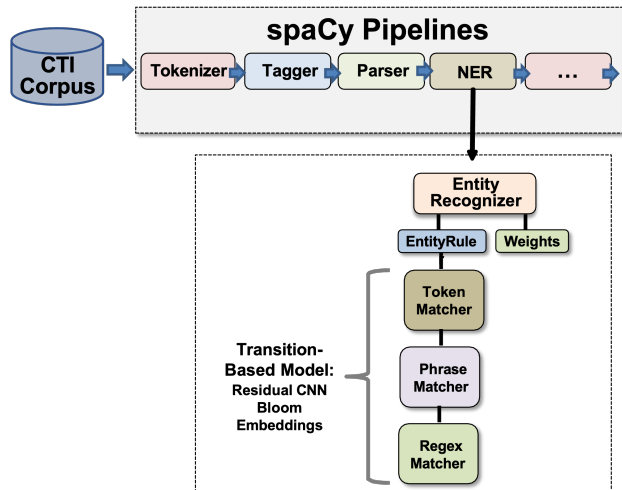 spaCy Pipelines
CTI
Corpus
Tokenizer
Tagger
Parser
NER
...
Entity
Recognizer
EntityRule
Weights
Token
Matcher
Transition-
Based Model:
Residual CNN
Bloom
Embeddings
Phrase
Matcher
Regex
Matcher